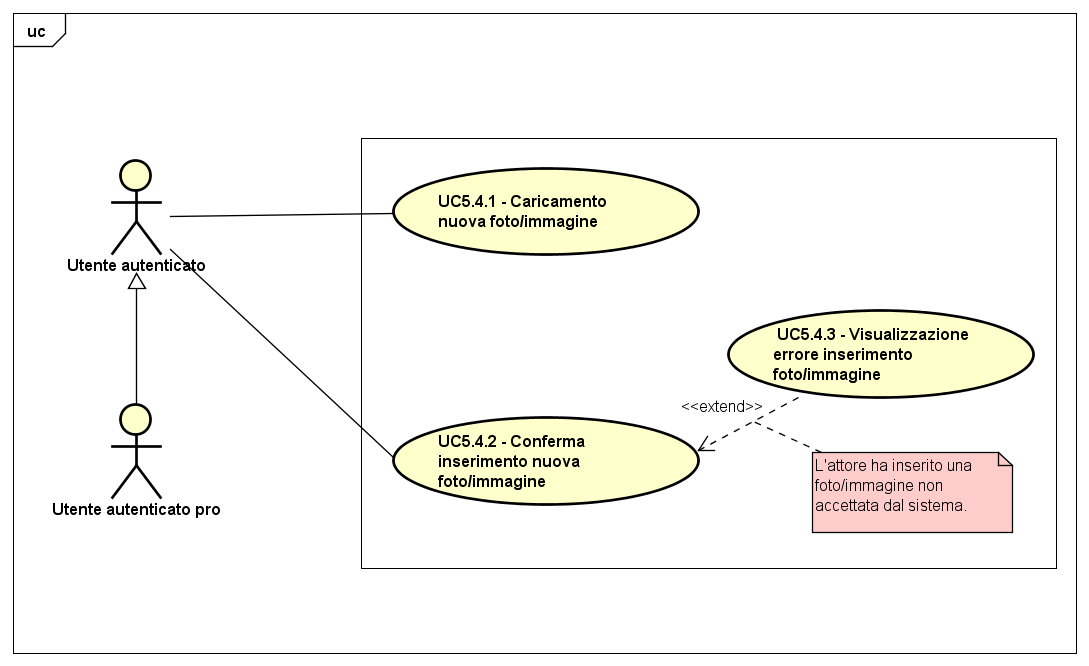 uc
UC5.4.1 - Caricamento
nuova foto/immagine
Utente autenticato
UC5.4.3 - Visualizzazione
errore inserimento
foto/immagine
<<extend>>
UC5.4.2 - Conferma
inserimento nuova
foto/immagine
L'attore ha inserito una
foto/immagine non
accettata dal sistema.
Utente autenticato pro